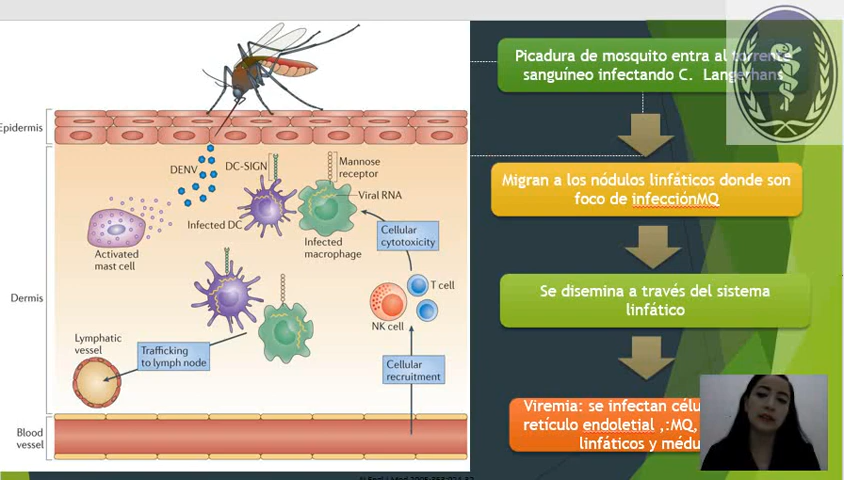 Epidermis
DENV
DC-SIGN
Mannose
receptor
Viral RNA
Infected DC
Infected
macrophage
Activated
mast cell
Cellular
cytotoxicity
T cell
NK cell
Dermis
Lymphatic
vessel
Trafficking
to lymph node
Cellular
recruitment
Blood
vessel
Picadura de mosquito entra al torrente
sanguíneo infectando C. Langerhans
Migran a los nódulos linfáticos donde son
foco de infecciónMQ
Se disemina a través del sistema
linfático
Viremia: se infectan célu
retículo endoletial ,:MQ,
linfáticos y médu